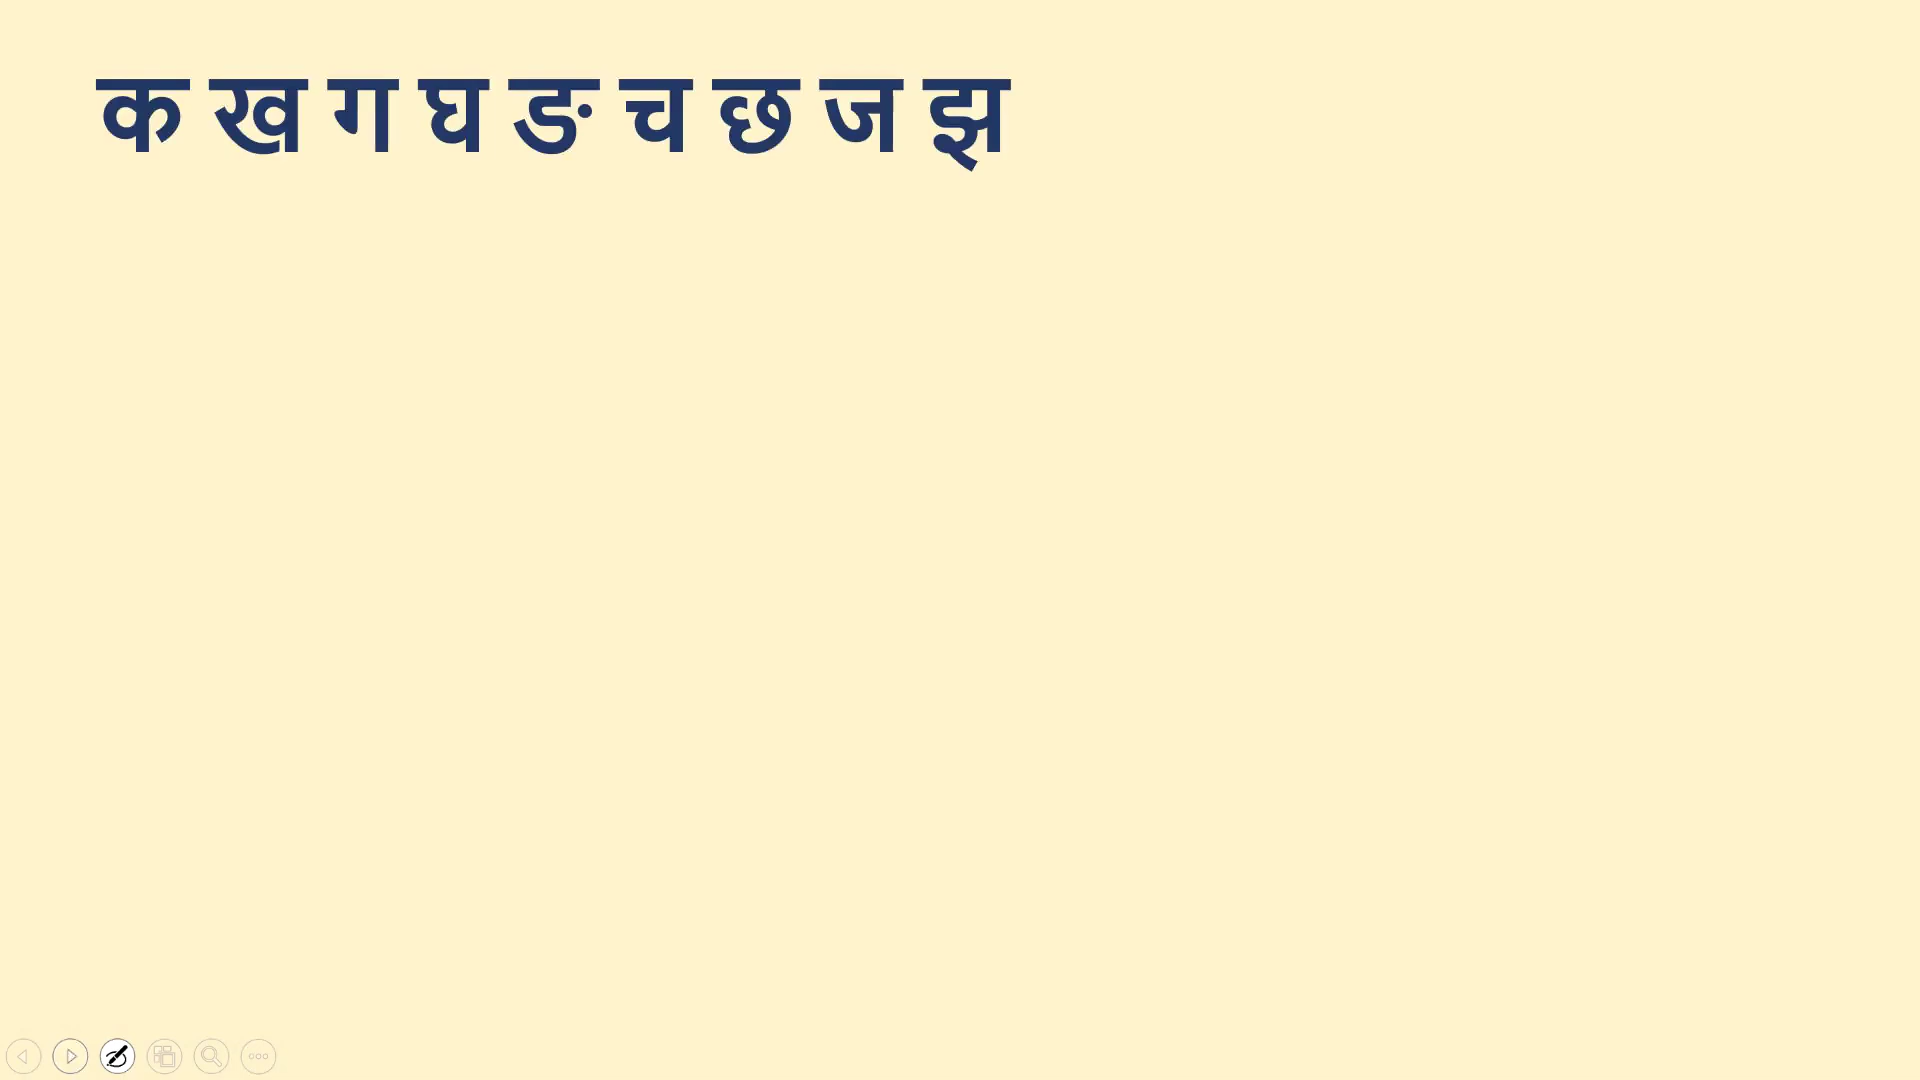 क ख ग घ ङ च छ ज झ